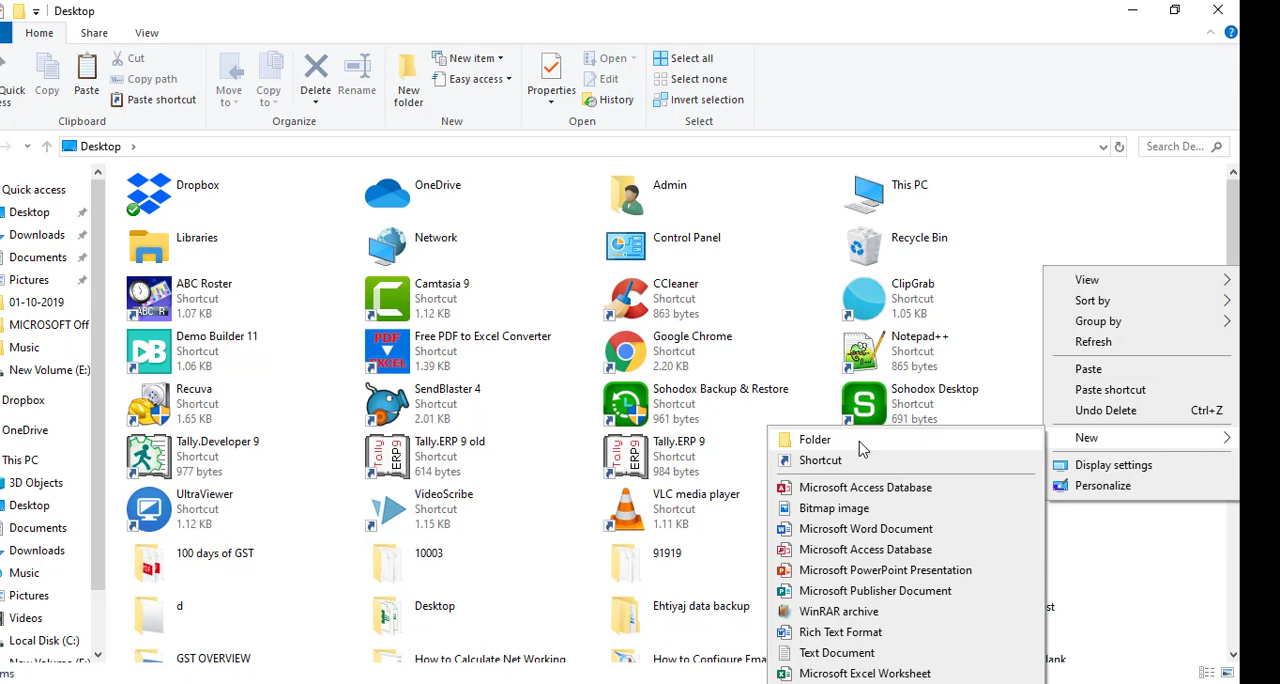 Desktop
Home Share View
Quick
ess
Copy
Paste
Cut
Copy path
Paste shortcut
Clipboard
Move to
Copy to
Delete
Rename
Organize
New folder
New item
Easy access
New
Properties
Open
Edit
History
Open
Select all
Select none
Invert selection
Select
Desktop
Search De...
Quick access
Desktop
Downloads
Documents
Pictures
01-10-2019
MICROSOFT Off
Music
New Volume (E:)
Dropbox
OneDrive
This PC
3D Objects
Desktop
Documents
Downloads
Music
Pictures
Videos
Local Disk (C:)
ms
Dropbox
OneDrive
Admin
This PC
Libraries
Network
Control Panel
Recycle Bin
ABC Roster
Shortcut
1.07 KB
Camtasia 9
Shortcut
1.12 KB
CCleaner
Shortcut
863 bytes
ClipGrab
Shortcut
1.05 KB
Demo Builder 11
Shortcut
1.06 KB
Free PDF to Excel Converter
Shortcut
1.39 KB
Google Chrome
Shortcut
2.20 KB
Notepad++
Shortcut
865 bytes
Recuva
Shortcut
1.65 KB
SendBlaster 4
Shortcut
2.01 KB
Sohodox Backup & Restore
Shortcut
961 bytes
Sohodox Desktop
Shortcut
691 bytes
Tally.Developer 9
Shortcut
977 bytes
Tally.ERP 9 old
Shortcut
614 bytes
Tally.ERP 9
Shortcut
984 bytes
UltraViewer
Shortcut
1.12 KB
VideoScribe
Shortcut
1.15 KB
VLC media player
Shortcut
1.11 KB
100 days of GST
10003
91919
d
Desktop
Ehtiyaj data backup
st
GST OVERVIEW
How to Calculate Net Working
How to Configure Ema
lank
View
Sort by
Group by
Refresh
Paste
Paste shortcut
Undo Delete Ctrl+Z
New
Display settings
Personalize
Folder
Shortcut
Microsoft Access Database
Bitmap image
Microsoft Word Document
Microsoft Access Database
Microsoft PowerPoint Presentation
Microsoft Publisher Document
WinRAR archive
Rich Text Format
Text Document
Microsoft Excel Worksheet